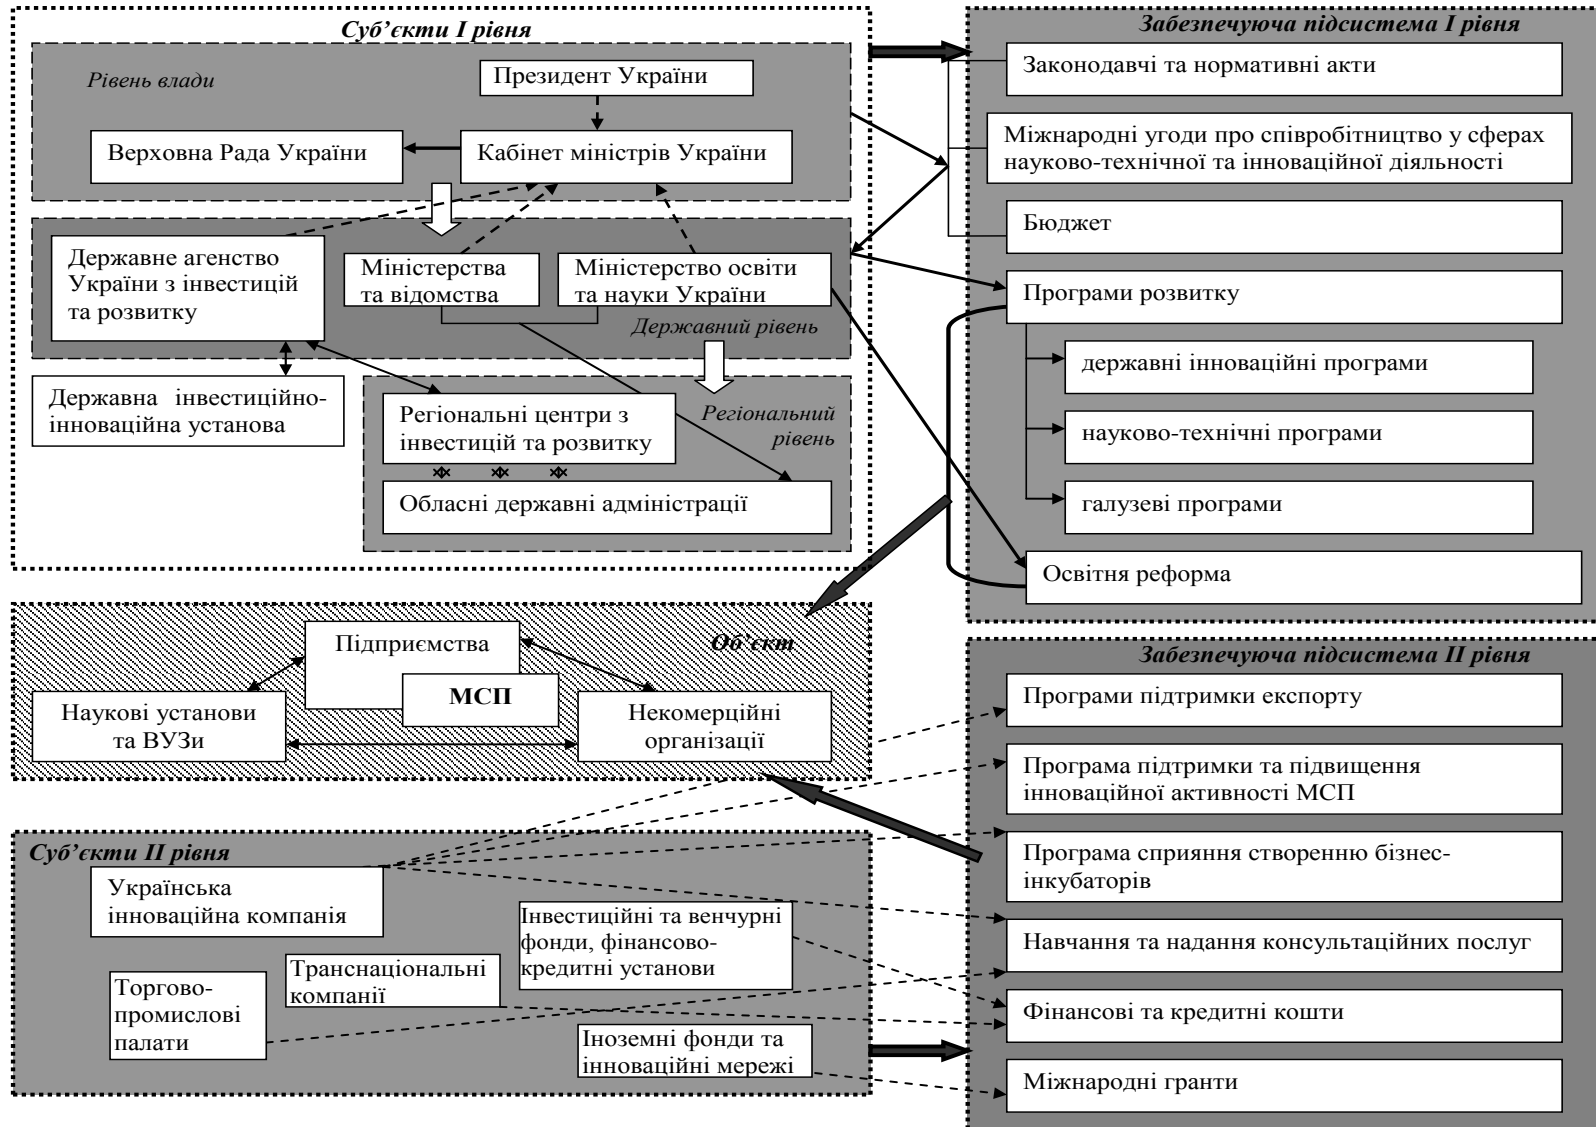 Суб’єкти І рівня
Рівень влади
Президент України
Верховна Рада України
Кабінет міністрів України
Державне агенство
України з інвестицій
та розвитку
Міністерства
та відомства
Міністерство освіти
та науки України
Державний рівень
Державна інвестиційно-
інноваційна установа
Регіональні центри з
інвестицій та розвитку
Регіональний
рівень
Обласні державні адміністрації
Забезпечуюча підсистема І рівня
Законодавчі та нормативні акти
Міжнародні угоди про співробітництво у сферах
науково-технічної та інноваційної діяльності
Бюджет
Програми розвитку
державні інноваційні програми
науково-технічні програми
галузеві програми
Освітня реформа
Об’єкт
Підприємства
МСП
Наукові установи
та ВУЗи
Некомерційні
організації
Суб’єкти ІІ рівня
Українська
інноваційна компанія
Інвестиційні та венчурні
фонди, фінансово-
кредитні установи
Транснаціональні
компанії
Торгово-
промислові
палати
Іноземні фонди та
інноваційні мережі
Забезпечуюча підсистема ІІ рівня
Програми підтримки експорту
Програма підтримки та підвищення
інноваційної активності МСП
Програма сприяння створенню бізнес-
інкубаторів
Навчання та надання консультаційних послуг
Фінансові та кредитні кошти
Міжнародні гранти